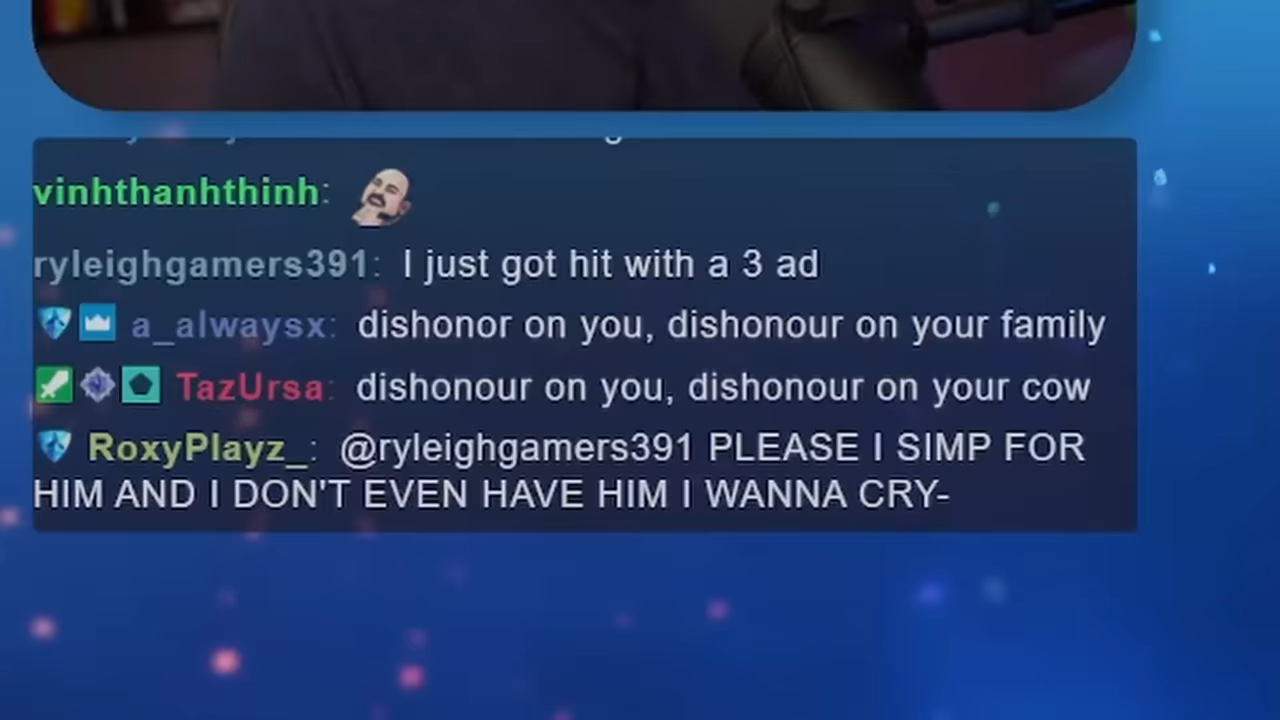 vinhthanhthinh:
ryleighgamers391: I just got hit with a 3 ad
a_alwaysx: dishonor on you, dishonour on your family
TazUrsa: dishonour on you, dishonour on your cow
RoxyPlayz_: @ryleighgamers391 PLEASE I SIMP FOR
HIM AND I DON'T EVEN HAVE HIM I WANNA CRY-